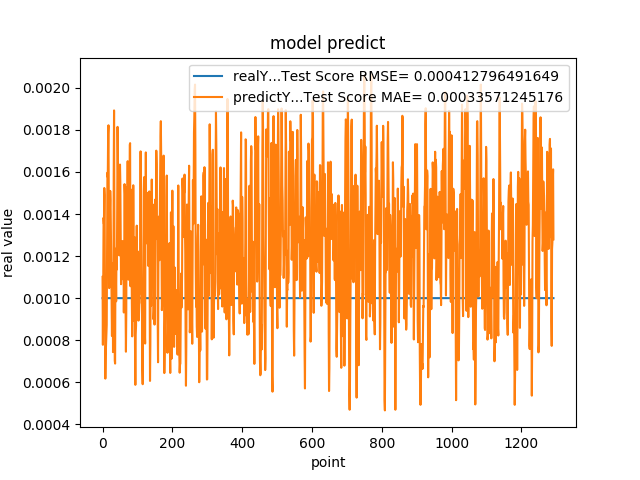 model predict
realY...Test Score RMSE= 0.000412796491649
predictY...Test Score MAE= 0.00033571245176
real value
0.0020
0.0018
0.0016
0.0014
0.0012
0.0010
0.0008
0.0006
0.0004
0 200 400 600 800 1000 1200
point